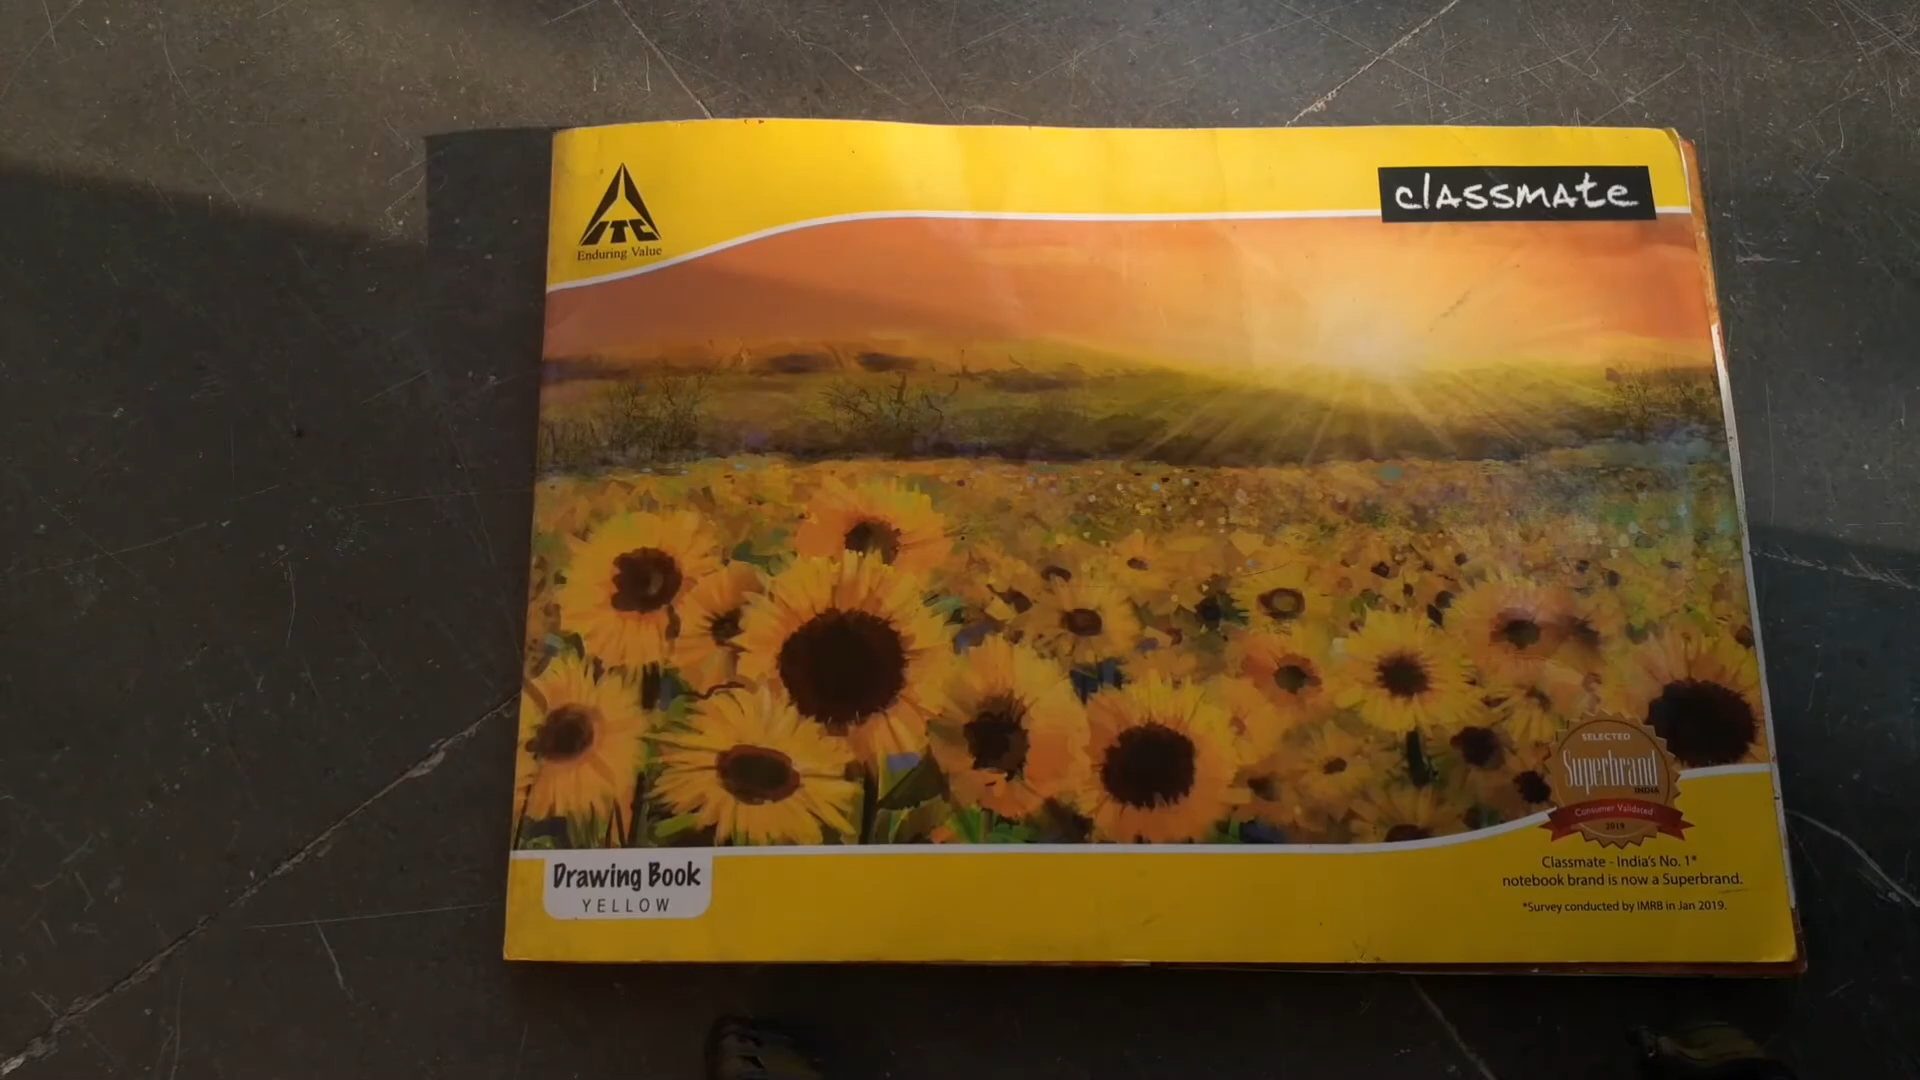 ITC
Enduring Value
classmate
SELECTED
Superbrand
INDIA
Consumer Validated
2019
Classmate - India's No. 1*
notebook brand is now a Superbrand.
*Survey conducted by IMRB in Jan 2019.
Drawing Book
YELLOW